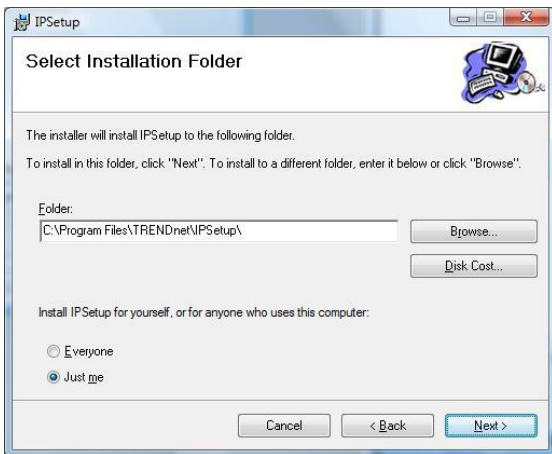 IPSetup
Select Installation Folder
The installer will install IPSetup to the following folder.
To install in this folder, click "Next". To install to a different folder, enter it below or click "Browse".
Folder:
C:\Program Files\TRENDnet\IPSetup\
Browse...
Disk Cost...
Install IPSetup for yourself, or for anyone who uses this computer:
Everyone
Just me
Cancel
< Back
Next >